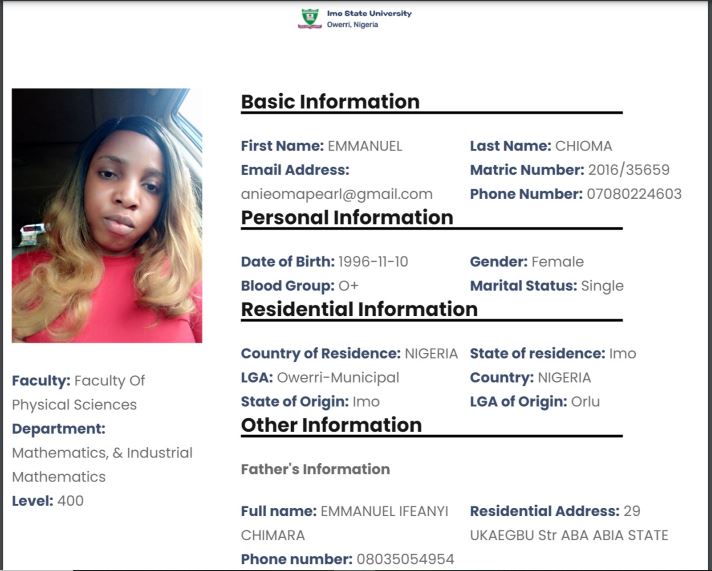 Imo State University
Owerri, Nigeria
Basic Information
First Name: EMMANUEL
Last Name: CHIOMA
Email Address:
anieomapearl@gmail.com
Matric Number: 2016/35659
Phone Number: 07080224603
Personal Information
Date of Birth: 1996-11-10
Gender: Female
Blood Group: O+
Marital Status: Single
Residential Information
Country of Residence: NIGERIA
State of residence: Imo
LGA: Owerri-Municipal
Country: NIGERIA
State of Origin: Imo
LGA of Origin: Orlu
Faculty: Faculty Of
Physical Sciences
Department:
Mathematics, & Industrial
Mathematics
Level: 400
Other Information
Father's Information
Full name: EMMANUEL IFEANYI
CHIMARA
Residential Address: 29
UKAEGBU Str ABA ABIA STATE
Phone number: 08035054954